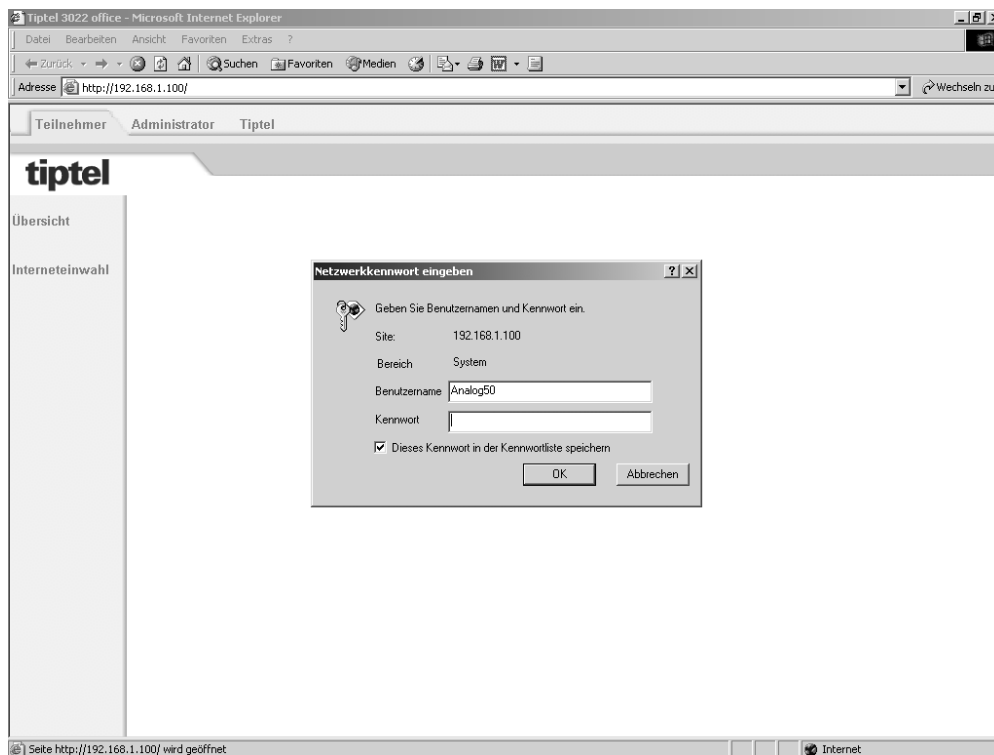 Tiptel 3022 office - Microsoft Internet Explorer
Datei Bearbeiten Ansicht Favoriten Extras ?
Zurück Suchen Favoriten Medien
Adresse http://192.168.1.100/ Wechseln zu
Teilnehmer Administrator Tiptel
tiptel
Übersicht
Interneteinwahl
Netzwerkkennwort eingeben
Geben Sie Benutzernamen und Kennwort ein.
Site: 192.168.1.100
Bereich System
Benutzername Analog50
Kennwort
Dieses Kennwort in der Kennwortliste speichern
OK Abbrechen
Seite http://192.168.1.100/ wird geöffnet Internet